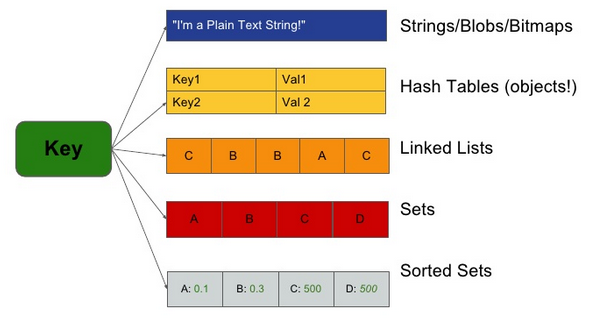 "I'm a Plain Text String!"
Strings/Blobs/Bitmaps
Key1 Val1
Key2 Val 2
Hash Tables (objects!)
Key
C B B A C
Linked Lists
A B C D
Sets
A: 0.1 B: 0.3 C: 500 D: 500
Sorted Sets